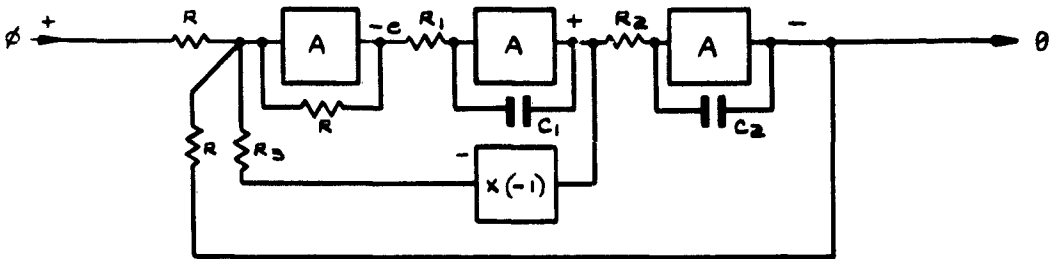 ø + R A -e R₁ A + R₂ A - θ
R C₁ C₂
R R₃ - x(-1)